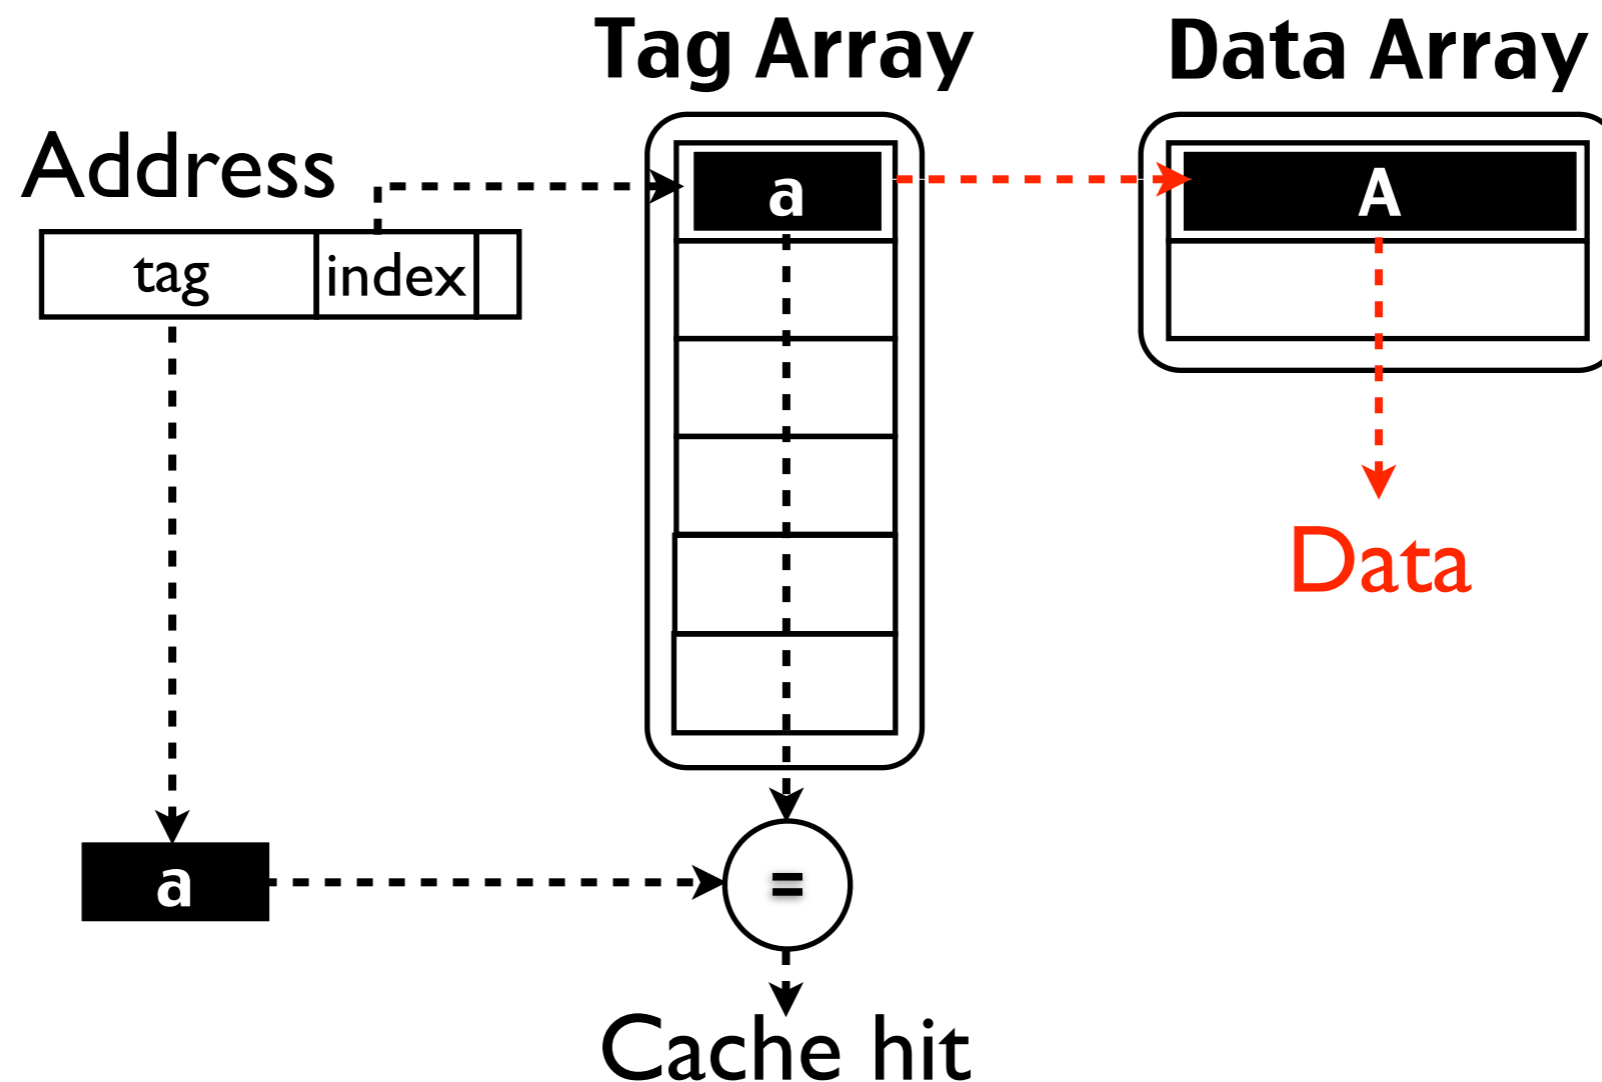 Tag Array
Data Array
Address
a
A
tag
index
Data
a
=
Cache hit